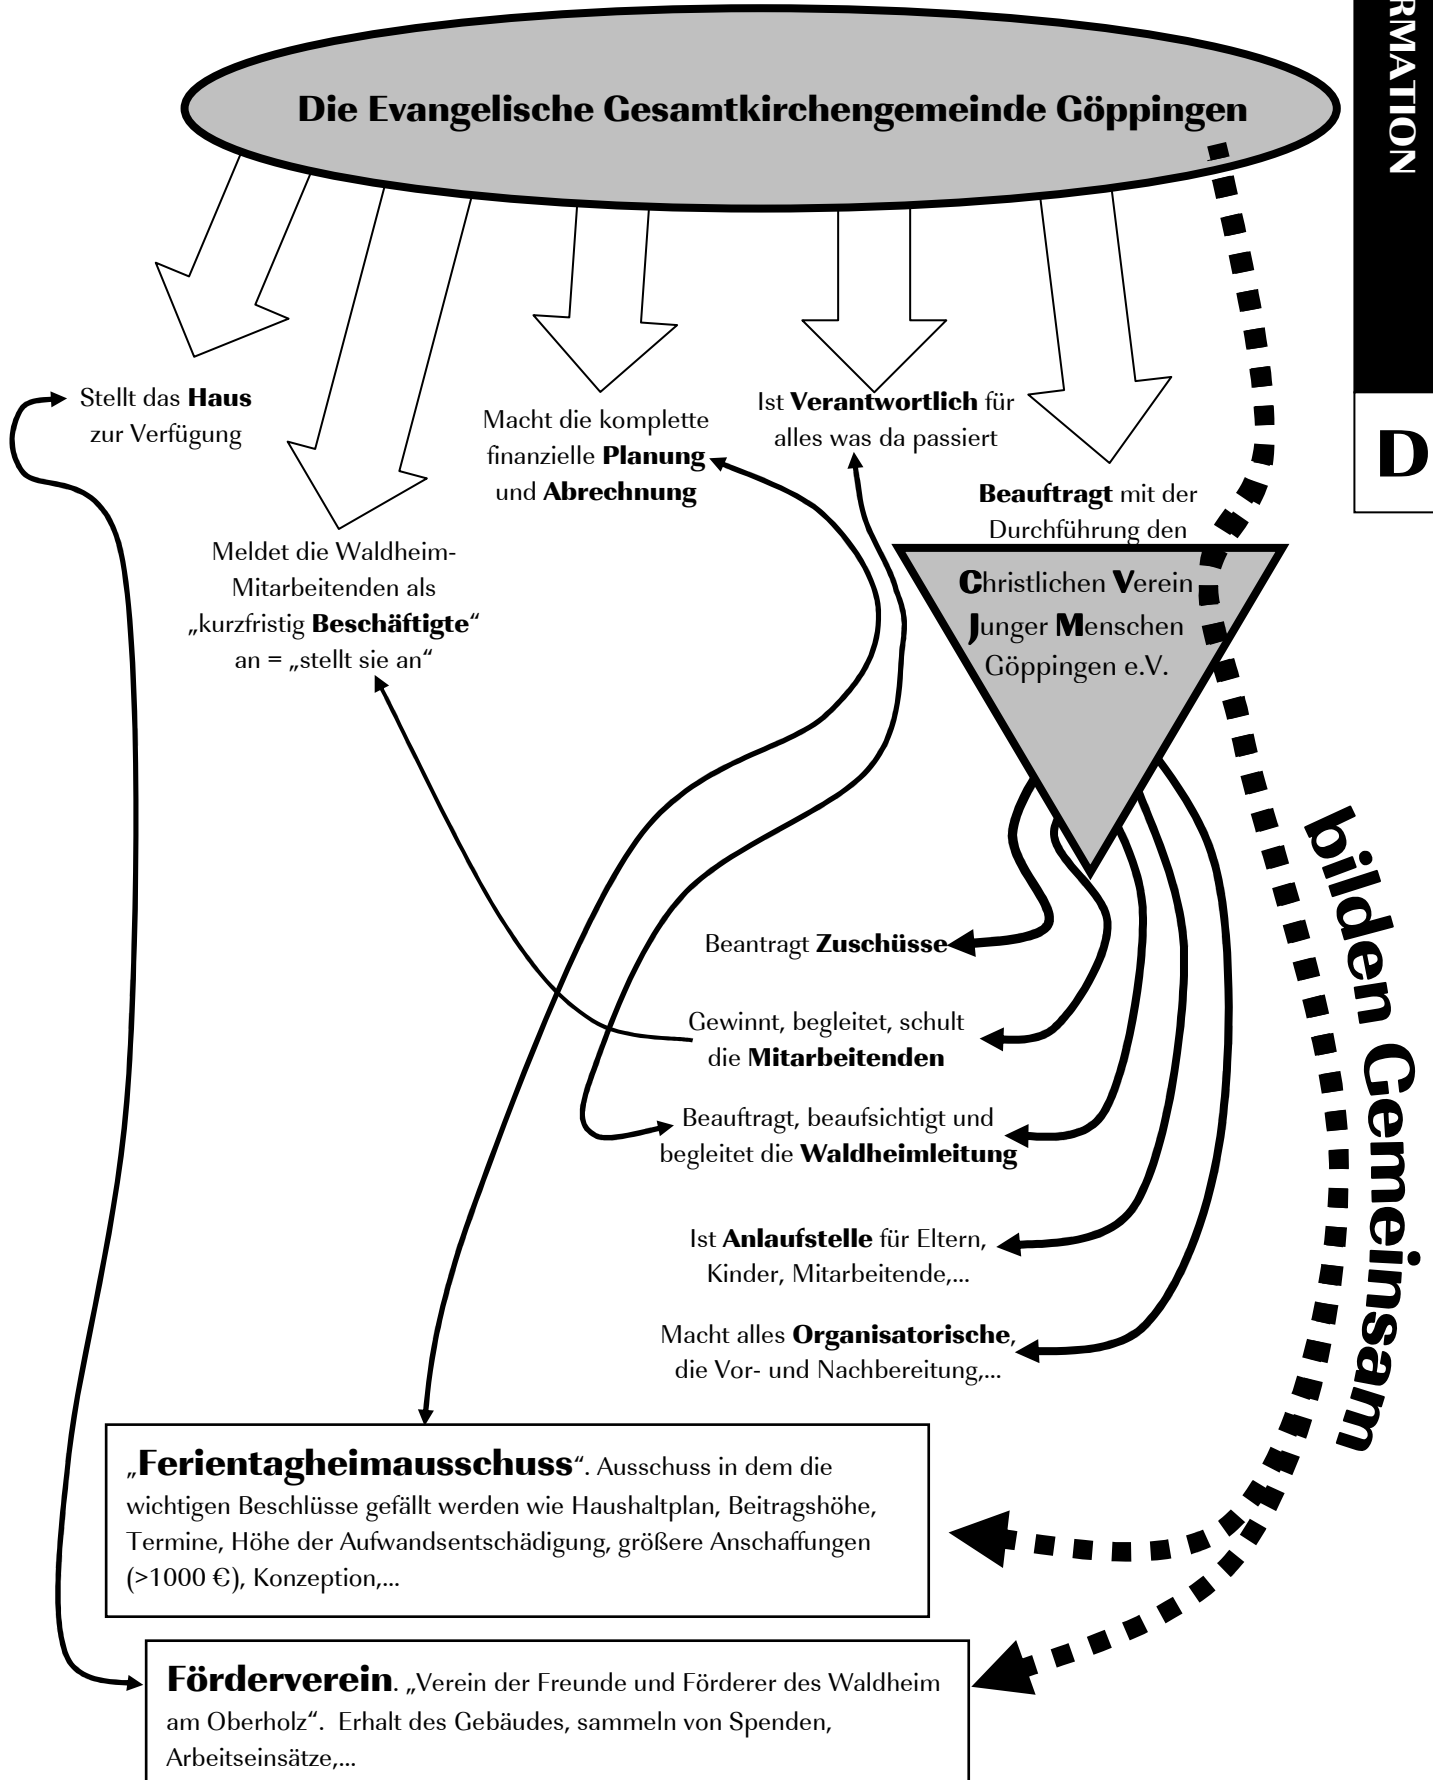 Die Evangelische Gesamtkirchengemeinde Göppingen
RMATION
D
Stellt das Haus
zur Verfügung
Meldet die Waldheim-
Mitarbeitenden als
„kurzfristig Beschäftigte“
an = „stellt sie an“
Macht die komplette
finanzielle Planung
und Abrechnung
Ist Verantwortlich für
alles was da passiert
Beauftragt mit der
Durchführung den
Christlichen Verein
Junger Menschen
Göppingen e.V.
bilden Gemeinsam
Beantragt Zuschüsse
Gewinnt, begleitet, schult
die Mitarbeitenden
Beauftragt, beaufsichtigt und
begleitet die Waldheimleitung
Ist Anlaufstelle für Eltern,
Kinder, Mitarbeitende,...
Macht alles Organisatorische,
die Vor- und Nachbereitung,...
„Ferientagheimausschuss“. Ausschuss in dem die
wichtigen Beschlüsse gefällt werden wie Haushaltplan, Beitragshöhe,
Termine, Höhe der Aufwandsentschädigung, größere Anschaffungen
(>1000 €), Konzeption,...
Förderverein. „Verein der Freunde und Förderer des Waldheim
am Oberholz“.  Erhalt des Gebäudes, sammeln von Spenden,
Arbeitseinsätze,...